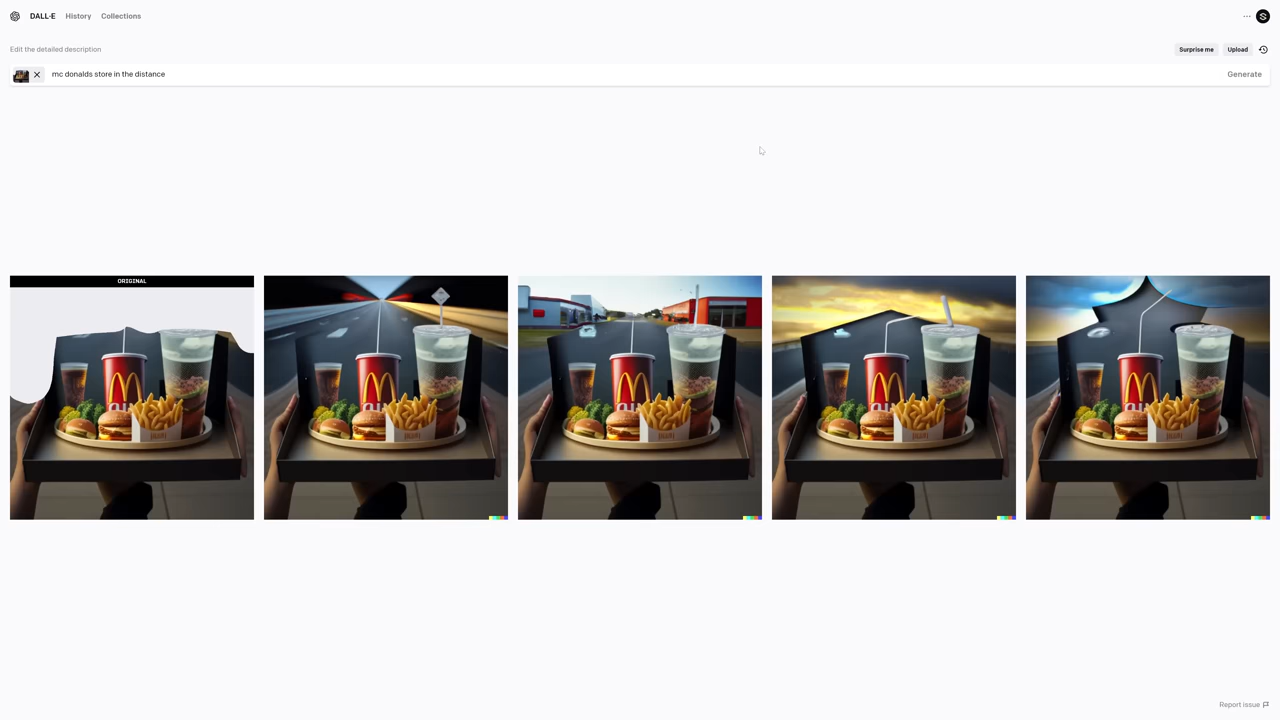 DALL·E History Collections
Edit the detailed description
Surprise me Upload
mc donalds store in the distance
Generate
ORIGINAL
Report issue